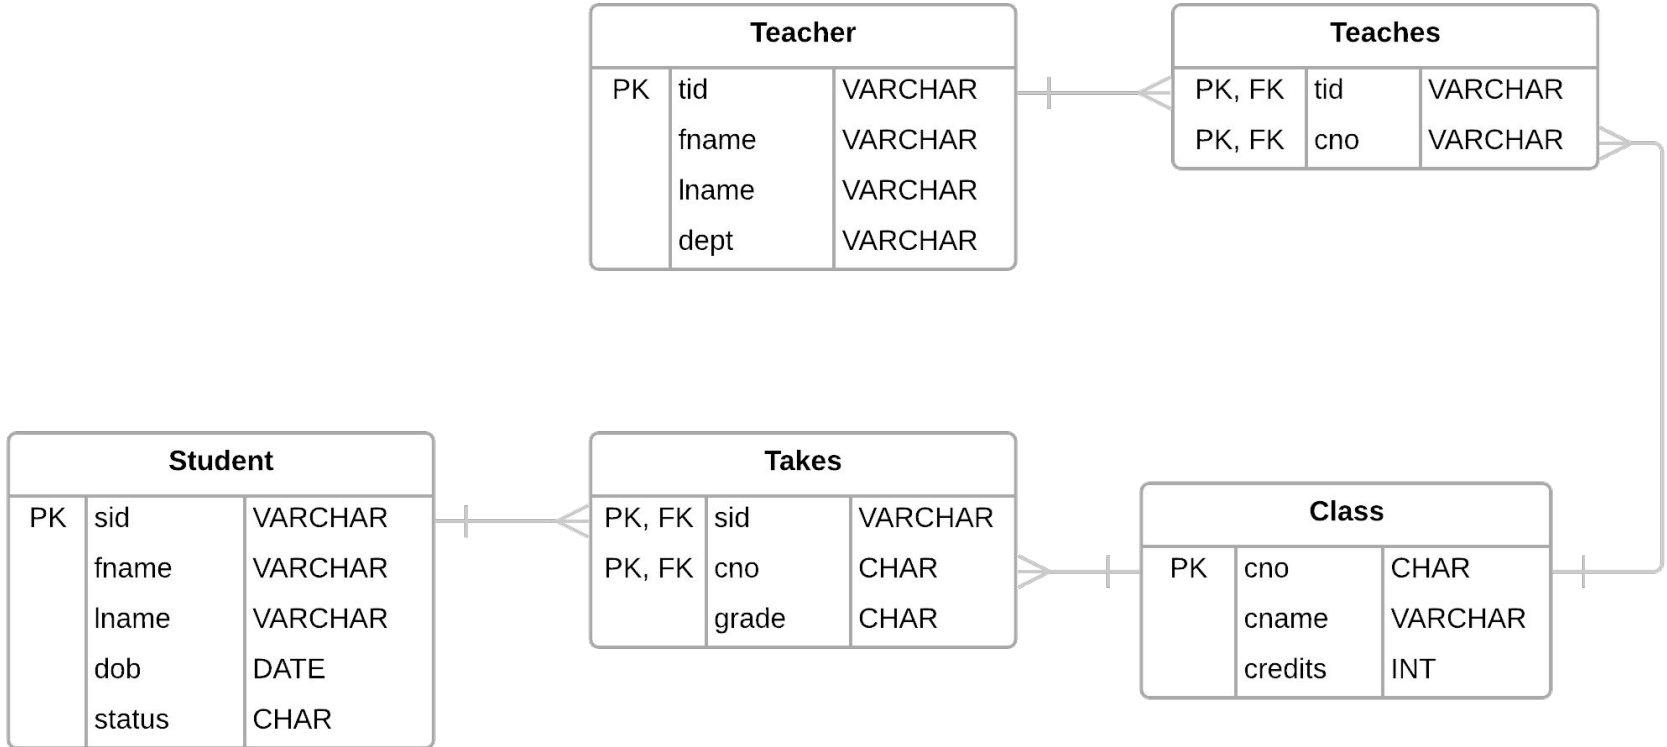 Teacher
PK tid VARCHAR
fname VARCHAR
lname VARCHAR
dept VARCHAR
Teaches
PK, FK tid VARCHAR
PK, FK cno VARCHAR
Student
PK sid VARCHAR
fname VARCHAR
lname VARCHAR
dob DATE
status CHAR
Takes
PK, FK sid VARCHAR
PK, FK cno CHAR
grade CHAR
Class
PK cno CHAR
cname VARCHAR
credits INT